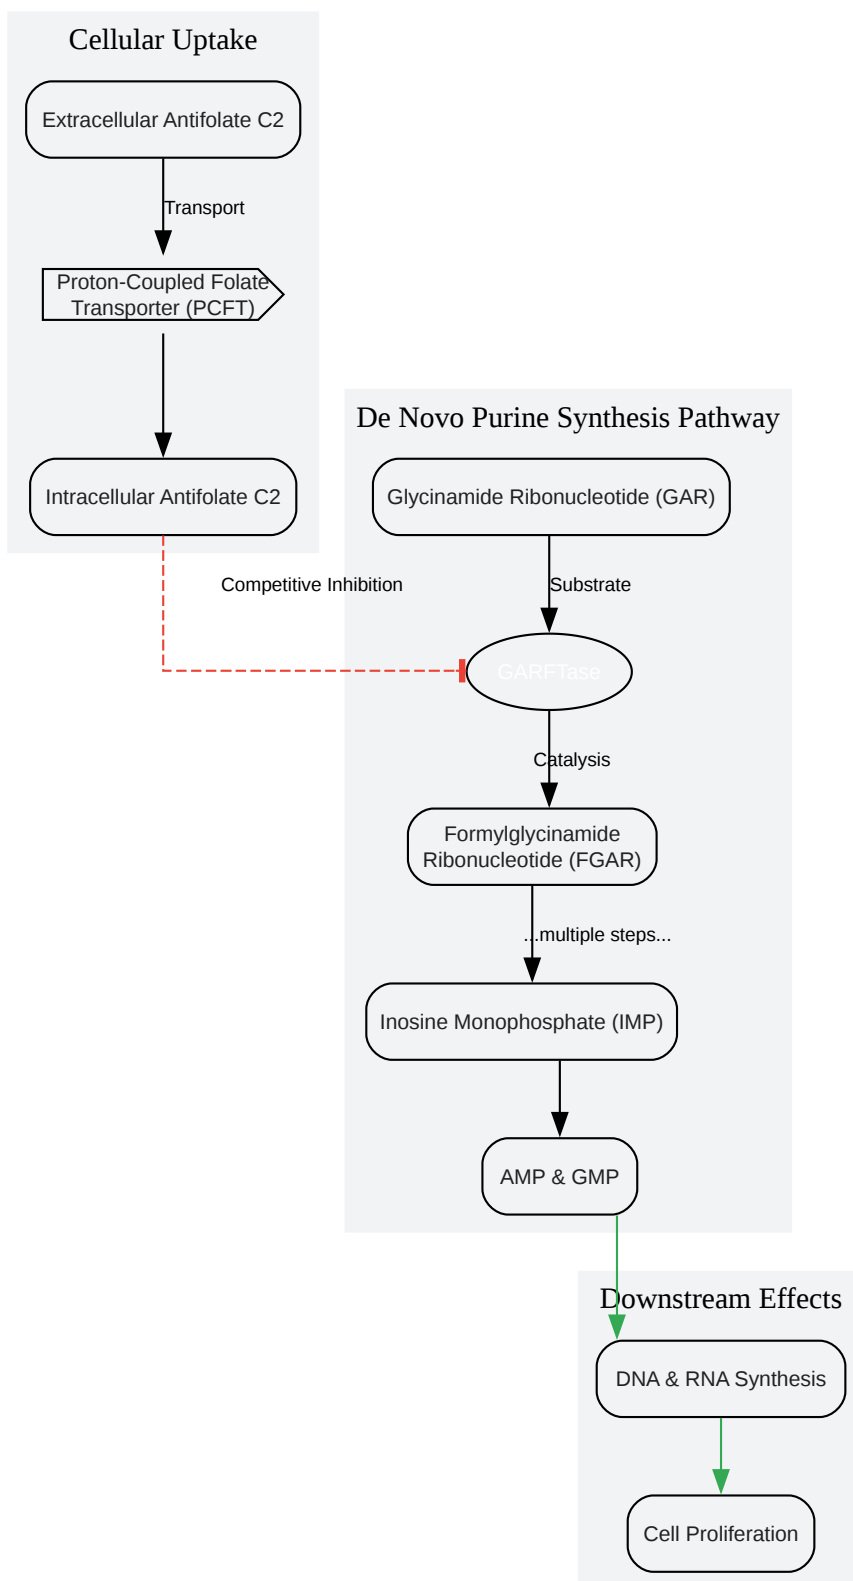 Cellular Uptake
Extracellular Antifolate C2
Transport
Proton-Coupled Folate
Transporter (PCFT)
Intracellular Antifolate C2
Competitive Inhibition
De Novo Purine Synthesis Pathway
Glycinamide Ribonucleotide (GAR)
Substrate
GARFTase
Catalysis
Formylglycinamide
Ribonucleotide (FGAR)
...multiple steps...
Inosine Monophosphate (IMP)
AMP & GMP
Downstream Effects
DNA & RNA Synthesis
Cell Proliferation